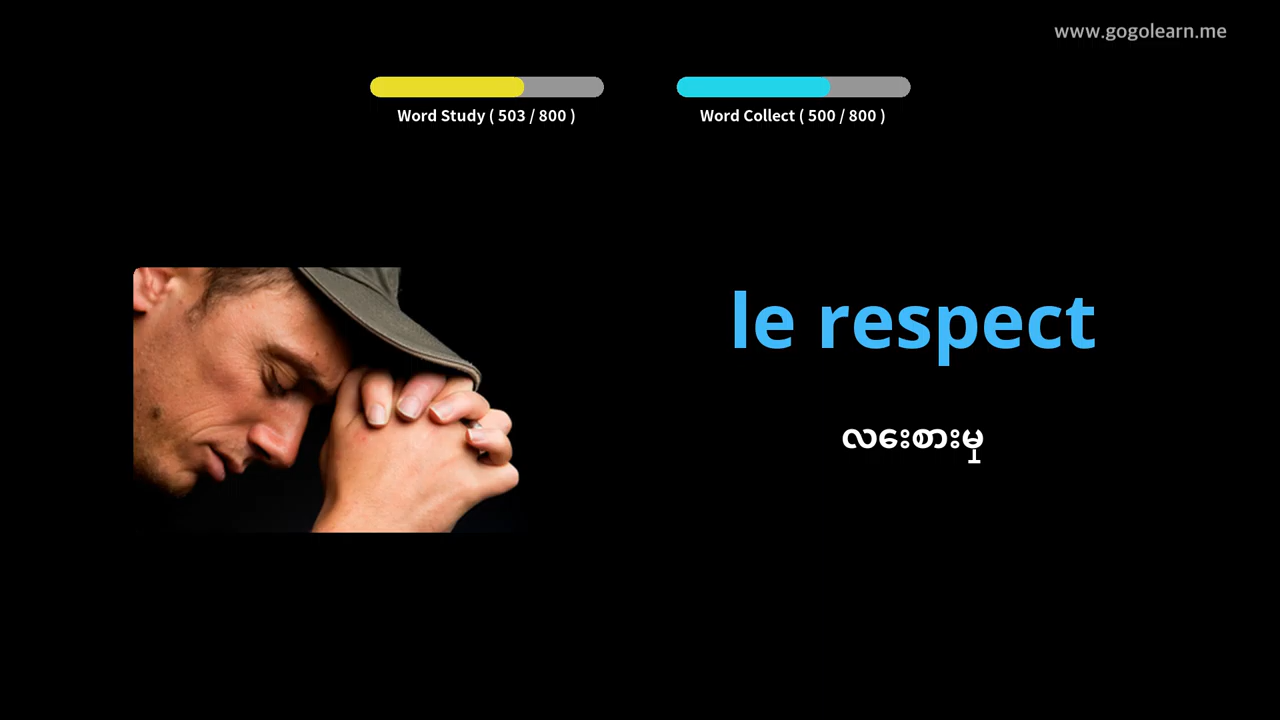 www.gogolearn.me
Word Study ( 503 / 800 )
Word Collect ( 500 / 800 )
le respect
လေးစားမှု